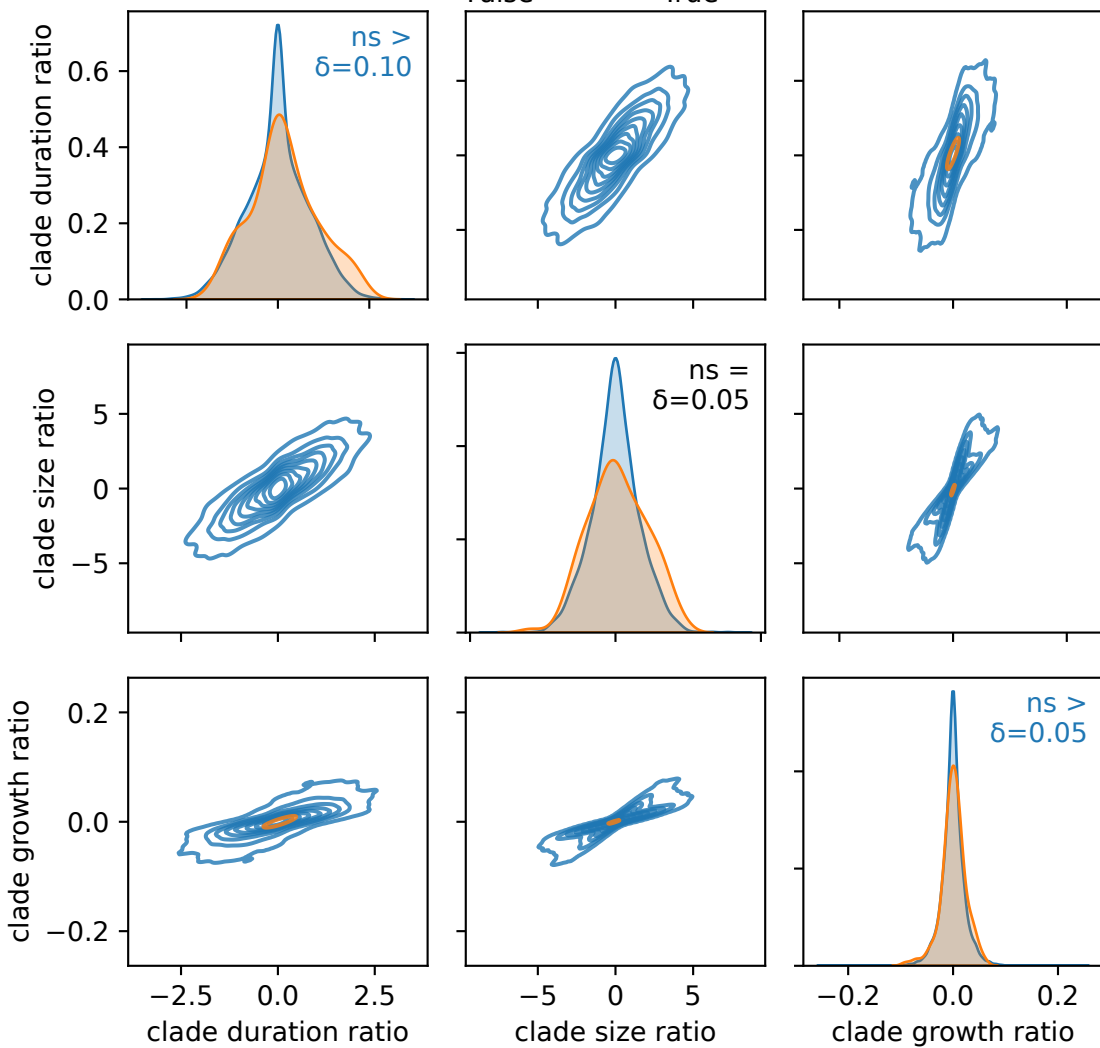 clade duration ratio
0.6
0.4
0.2
0.0
ns >
δ=0.10
clade size ratio
5
0
−5
ns =
δ=0.05
clade growth ratio
0.2
0.0
−0.2
ns >
δ=0.05
−2.5 0.0 2.5
−5 0 5
−0.2 0.0 0.2
clade duration ratio
clade size ratio
clade growth ratio